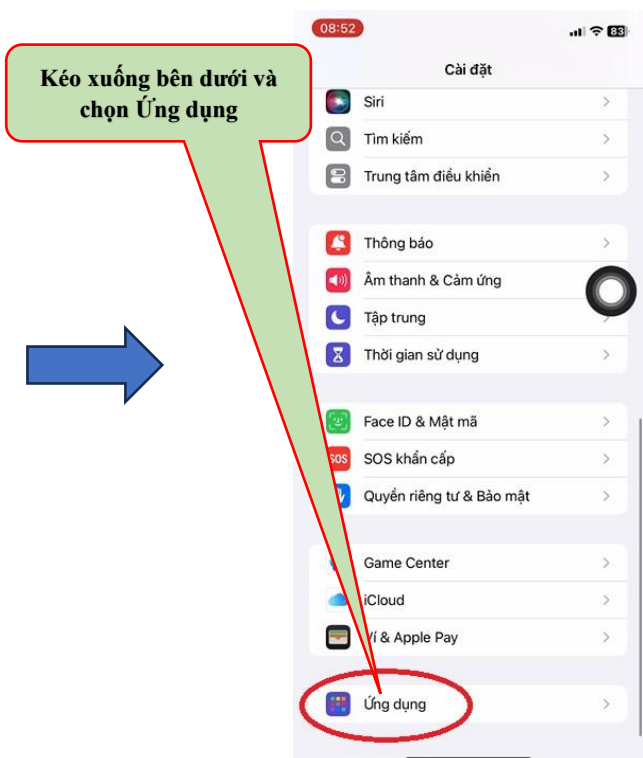 08:52
83
Cài đặt
Kéo xuống bên dưới và
chọn Ứng dụng
Siri
Tìm kiếm
Trung tâm điều khiển
Thông báo
Âm thanh & Cảm ứng
Tập trung
Thời gian sử dụng
Face ID & Mật mã
SOS
SOS khẩn cấp
Quyền riêng tư & Bảo mật
Game Center
iCloud
Ví & Apple Pay
Ứng dụng